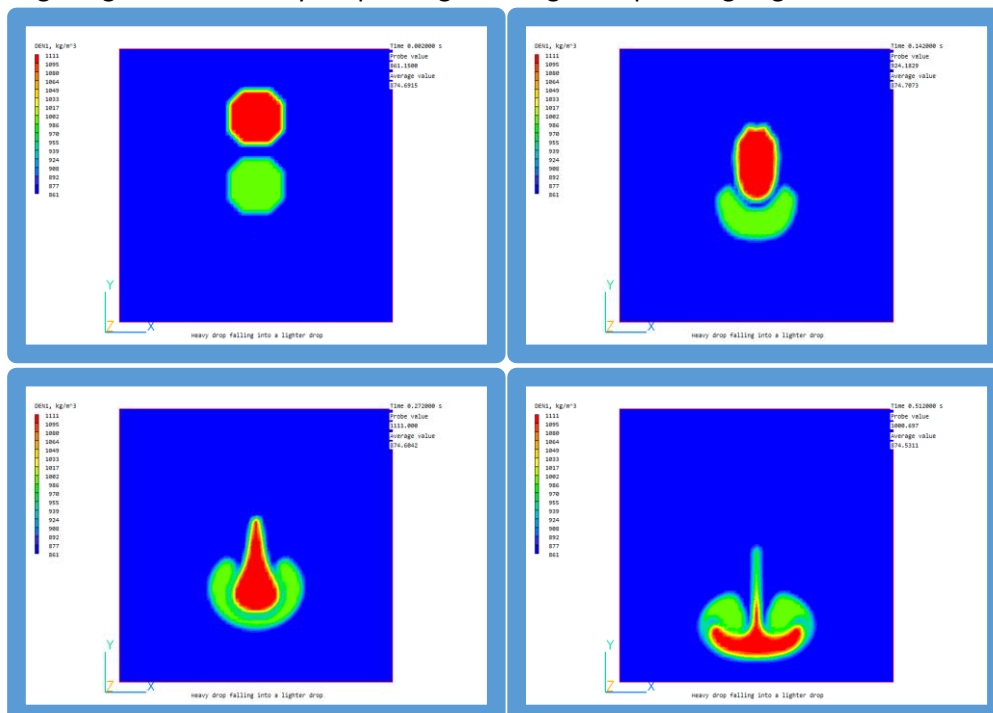 DEN1, kg/m^3
1111
1095
1080
1064
1049
1033
1017
1002
986
970
955
939
924
908
892
877
861
Time 0.002000 s
Probe value
861.1500
Average value
874.6915
Y
Z
X
Heavy drop falling into a lighter drop
DEN1, kg/m^3
1111
1095
1080
1064
1049
1033
1017
1002
986
970
955
939
924
908
892
877
861
Time 0.142000 s
Probe value
924.1829
Average value
874.7073
Y
Z
X
Heavy drop falling into a lighter drop
DEN1, kg/m^3
1111
1095
1080
1064
1049
1033
1017
1002
986
970
955
939
924
908
892
877
861
Time 0.272000 s
Probe value
1111.000
Average value
874.6042
Y
Z
X
Heavy drop falling into a lighter drop
DEN1, kg/m^3
1111
1095
1080
1064
1049
1033
1017
1002
986
970
955
939
924
908
892
877
861
Time 0.512000 s
Probe value
1000.697
Average value
874.5311
Y
Z
X
Heavy drop falling into a lighter drop